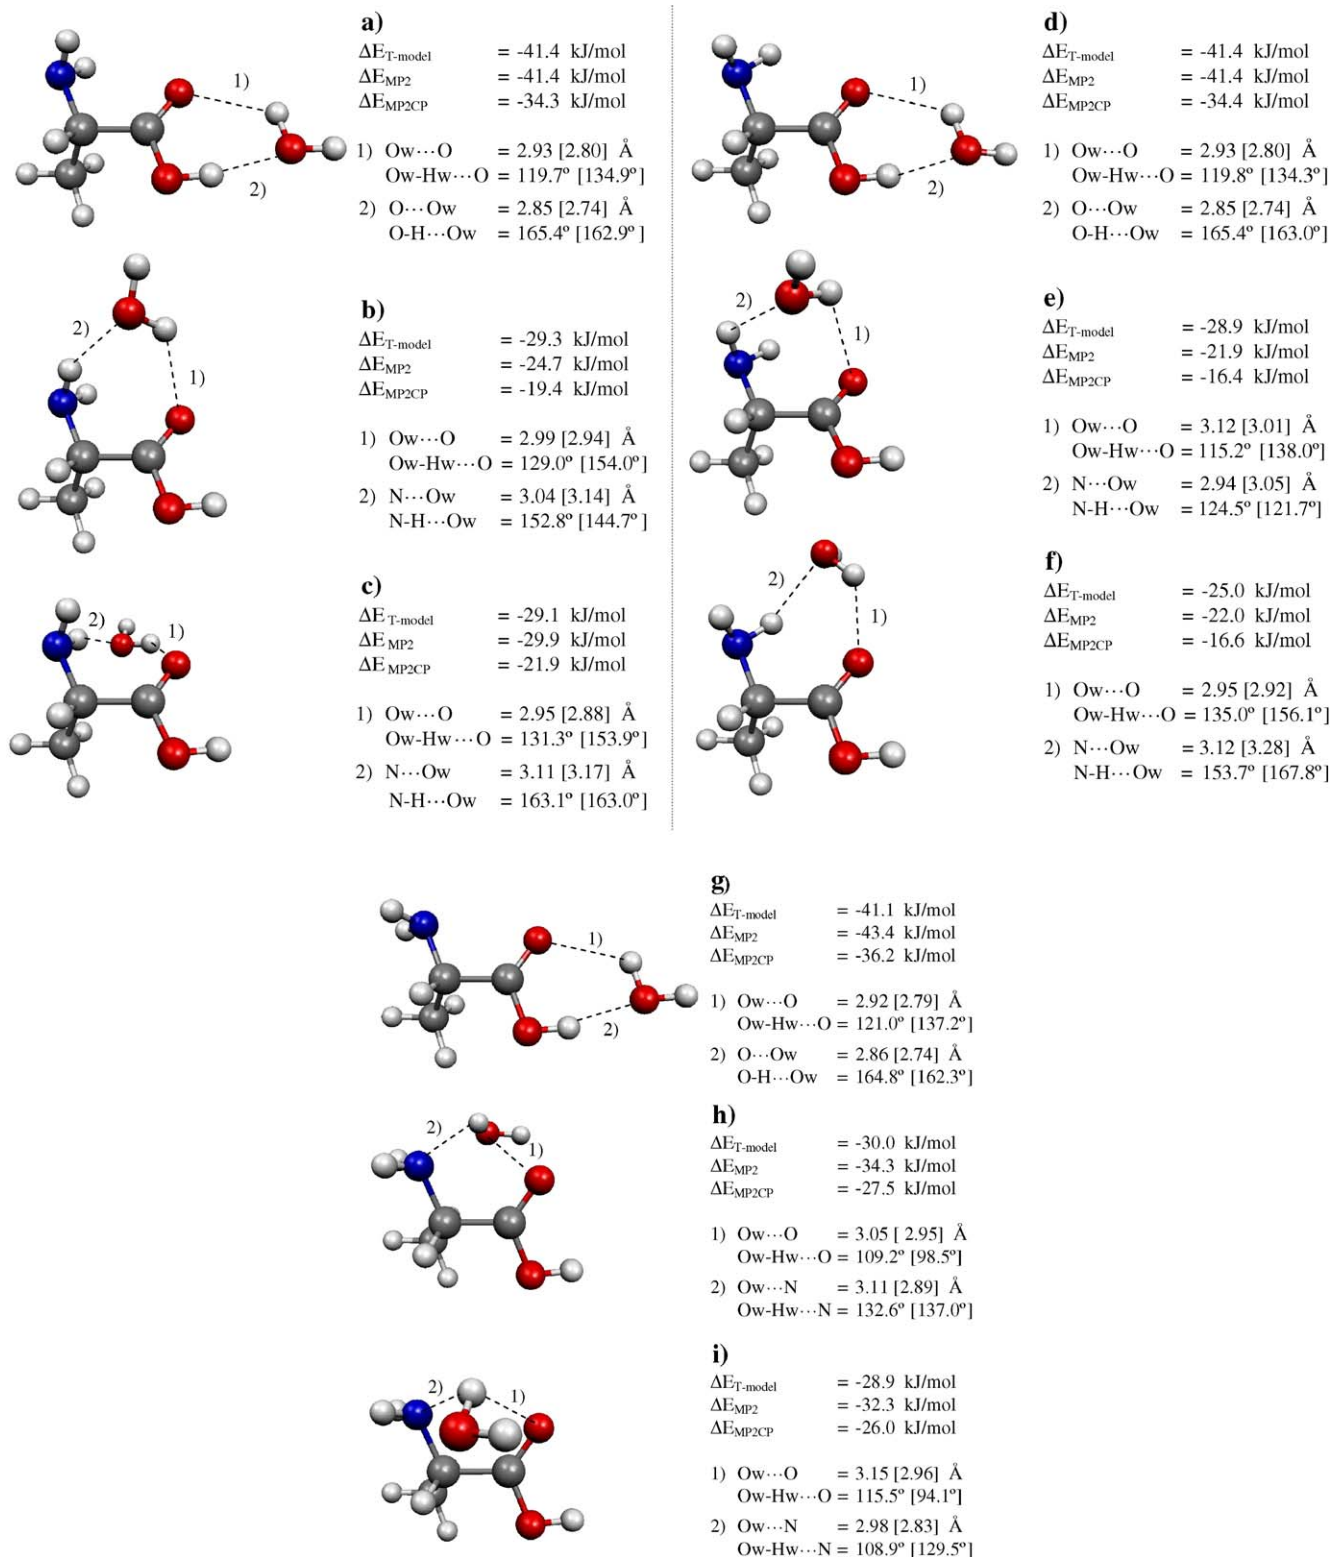 a)
ΔE_T-model = -41.4 kJ/mol
ΔE_MP2 = -41.4 kJ/mol
ΔE_MP2CP = -34.3 kJ/mol
1) Ow···O = 2.93 [2.80] Å
Ow-Hw···O = 119.7º [134.9º]
2) O···Ow = 2.85 [2.74] Å
O-H···Ow = 165.4º [162.9º]
1)
2)
b)
ΔE_T-model = -29.3 kJ/mol
ΔE_MP2 = -24.7 kJ/mol
ΔE_MP2CP = -19.4 kJ/mol
1) Ow···O = 2.99 [2.94] Å
Ow-Hw···O = 129.0º [154.0º]
2) N···Ow = 3.04 [3.14] Å
N-H···Ow = 152.8º [144.7º]
2)
1)
c)
ΔE_T-model = -29.1 kJ/mol
ΔE_MP2 = -29.9 kJ/mol
ΔE_MP2CP = -21.9 kJ/mol
1) Ow···O = 2.95 [2.88] Å
Ow-Hw···O = 131.3º [153.9º]
2) N···Ow = 3.11 [3.17] Å
N-H···Ow = 163.1º [163.0º]
2)
1)
d)
ΔE_T-model = -41.4 kJ/mol
ΔE_MP2 = -41.4 kJ/mol
ΔE_MP2CP = -34.4 kJ/mol
1) Ow···O = 2.93 [2.80] Å
Ow-Hw···O = 119.8º [134.3º]
2) O···Ow = 2.85 [2.74] Å
O-H···Ow = 165.4º [163.0º]
1)
2)
e)
ΔE_T-model = -28.9 kJ/mol
ΔE_MP2 = -21.9 kJ/mol
ΔE_MP2CP = -16.4 kJ/mol
1) Ow···O = 3.12 [3.01] Å
Ow-Hw···O = 115.2º [138.0º]
2) N···Ow = 2.94 [3.05] Å
N-H···Ow = 124.5º [121.7º]
2)
1)
f)
ΔE_T-model = -25.0 kJ/mol
ΔE_MP2 = -22.0 kJ/mol
ΔE_MP2CP = -16.6 kJ/mol
1) Ow···O = 2.95 [2.92] Å
Ow-Hw···O = 135.0º [156.1º]
2) N···Ow = 3.12 [3.28] Å
N-H···Ow = 153.7º [167.8º]
2)
1)
g)
ΔE_T-model = -41.1 kJ/mol
ΔE_MP2 = -43.4 kJ/mol
ΔE_MP2CP = -36.2 kJ/mol
1) Ow···O = 2.92 [2.79] Å
Ow-Hw···O = 121.0º [137.2º]
2) O···Ow = 2.86 [2.74] Å
O-H···Ow = 164.8º [162.3º]
1)
2)
h)
ΔE_T-model = -30.0 kJ/mol
ΔE_MP2 = -34.3 kJ/mol
ΔE_MP2CP = -27.5 kJ/mol
1) Ow···O = 3.05 [ 2.95] Å
Ow-Hw···O = 109.2º [98.5º]
2) Ow···N = 3.11 [2.89] Å
Ow-Hw···N = 132.6º [137.0º]
2)
1)
i)
ΔE_T-model = -28.9 kJ/mol
ΔE_MP2 = -32.3 kJ/mol
ΔE_MP2CP = -26.0 kJ/mol
1) Ow···O = 3.15 [2.96] Å
Ow-Hw···O = 115.5º [94.1º]
2) Ow···N = 2.98 [2.83] Å
Ow-Hw···N = 108.9º [129.5º]
2)
1)